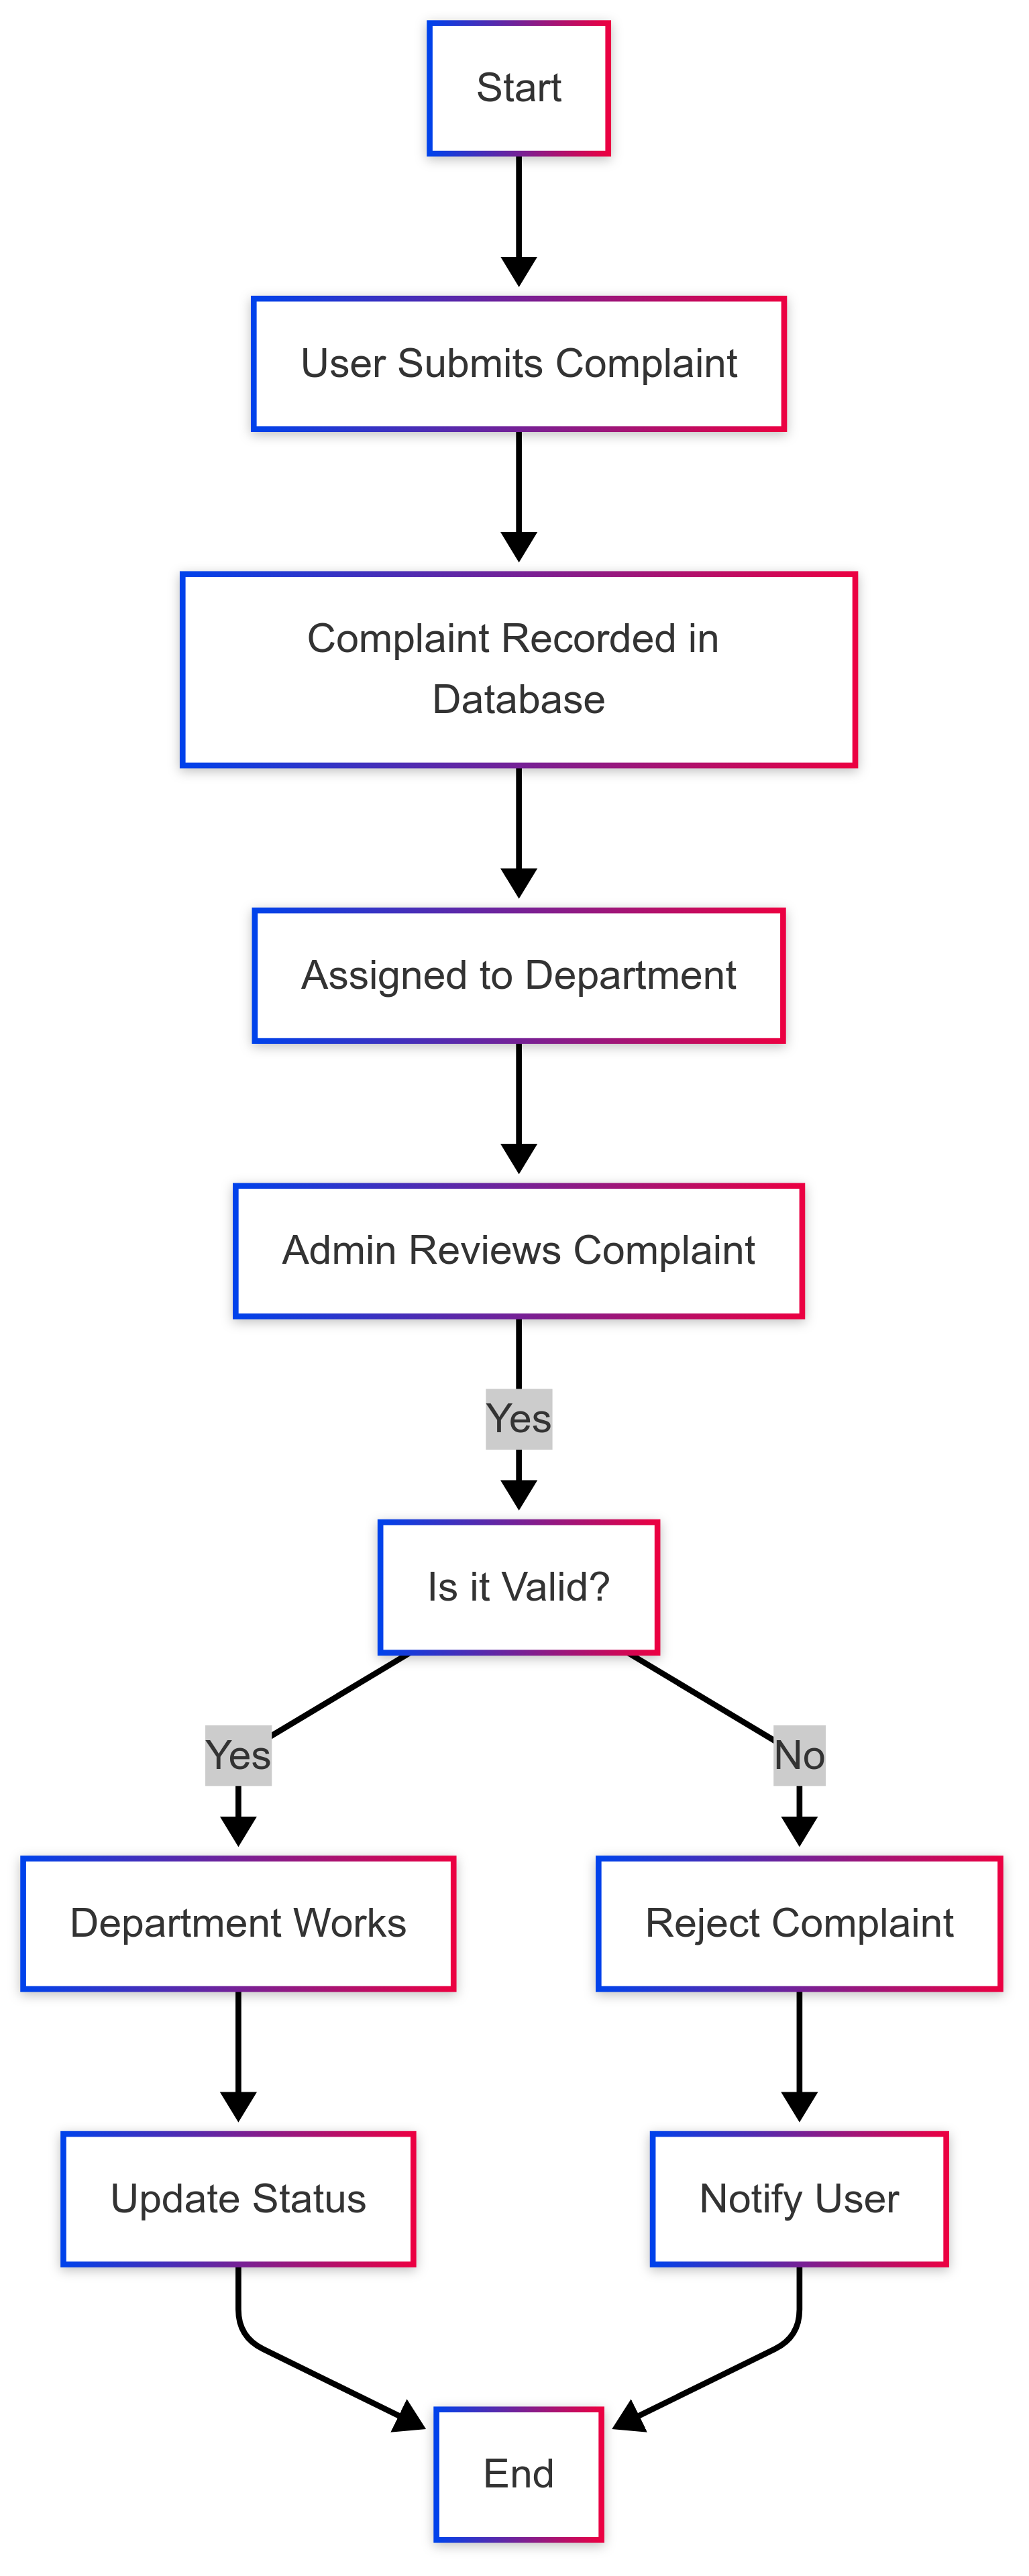 Start
User Submits Complaint
Complaint Recorded in
Database
Assigned to Department
Admin Reviews Complaint
Yes
Is it Valid?
Yes
No
Department Works
Reject Complaint
Update Status
Notify User
End